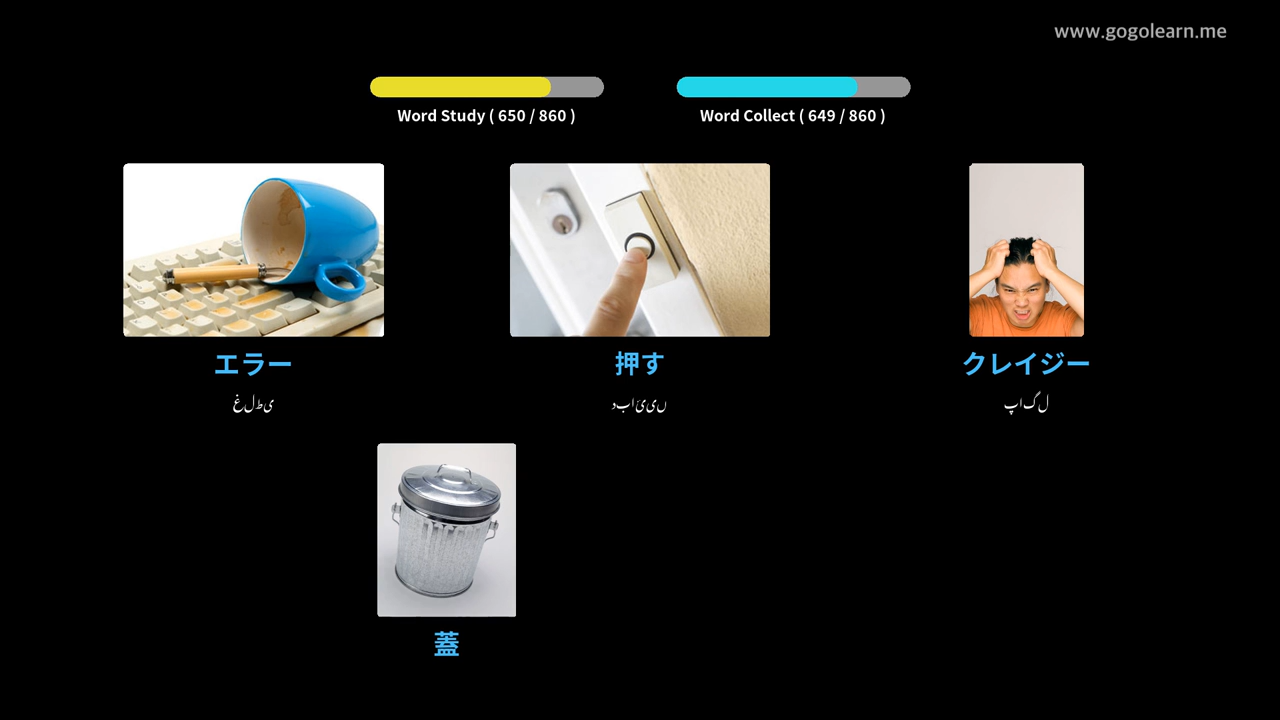 www.gogolearn.me
Word Study ( 650 / 860 )
Word Collect ( 649 / 860 )
エラー
押す
クレイジー
غلطی
دبائیں
پاگل
蓋